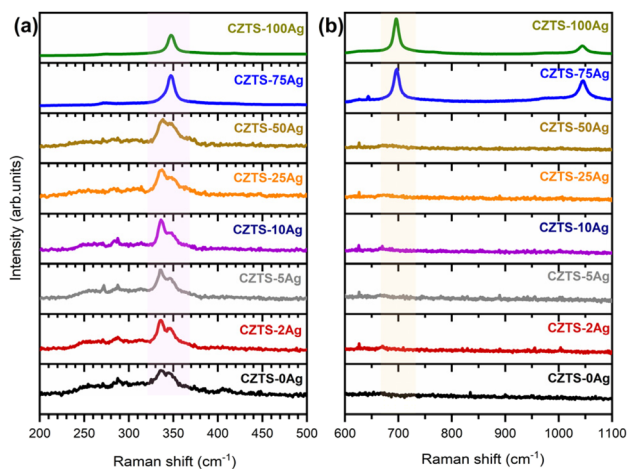 (a)
CZTS-100Ag
CZTS-75Ag
CZTS-50Ag
CZTS-25Ag
CZTS-10Ag
CZTS-5Ag
CZTS-2Ag
CZTS-0Ag
Intensity (arb.units)
200 250 300 350 400 450 500
Raman shift (cm⁻¹)
(b)
CZTS-100Ag
CZTS-75Ag
CZTS-50Ag
CZTS-25Ag
CZTS-10Ag
CZTS-5Ag
CZTS-2Ag
CZTS-0Ag
600 700 800 900 1000 1100
Raman shift (cm⁻¹)